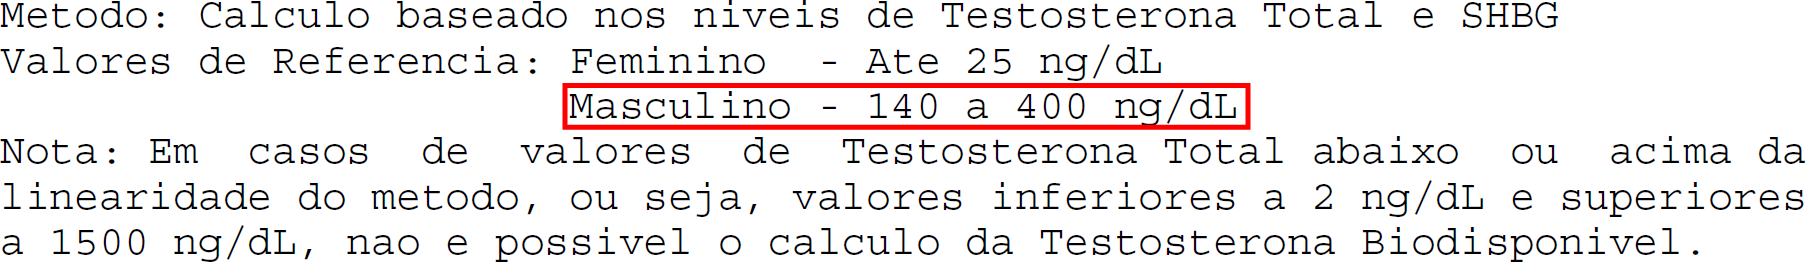 Metodo: Calculo baseado nos niveis de Testosterona Total e SHBG
Valores de Referencia: Feminino  - Ate 25 ng/dL
Masculino - 140 a 400 ng/dL
Nota: Em  casos  de  valores  de  Testosterona Total abaixo  ou  acima da
linearidade do metodo, ou seja, valores inferiores a 2 ng/dL e superiores
a 1500 ng/dL, nao e possivel o calculo da Testosterona Biodisponivel.